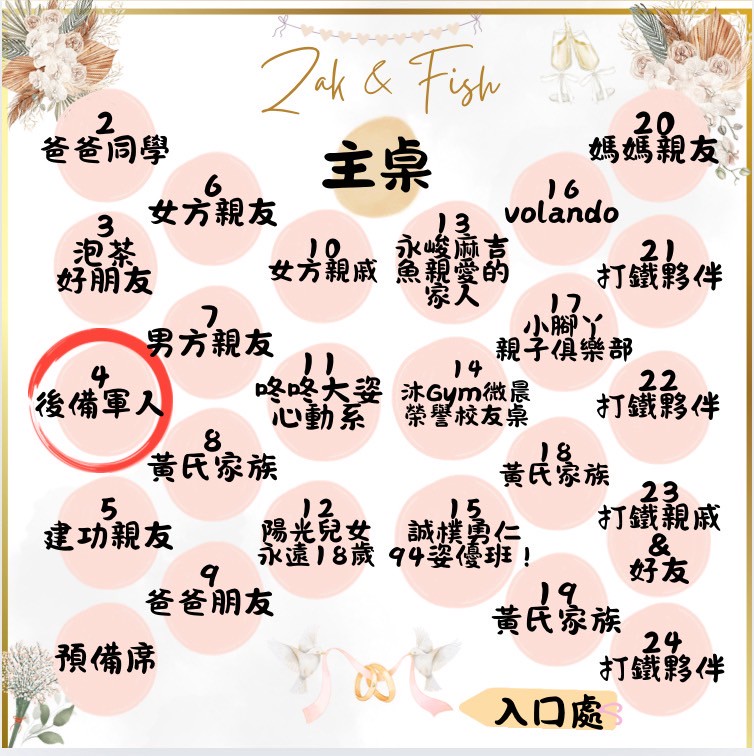 Zak & Fish
主桌
2
爸爸同學
3
泡茶
好朋友
4
後備軍人
5
建功親友
預備席
6
女方親友
7
男方親友
8
黃氏家族
9
爸爸朋友
10
女方親戚
11
咚咚大姿
心動系
12
陽光兒女
永遠18歲
13
永峻麻吉
魚親愛的
家人
14
沐Gym微晨
榮譽校友桌
15
誠樸勇仁
94姿優班！
16
volando
17
小腳丫
親子俱樂部
18
黃氏家族
19
黃氏家族
20
媽媽親友
21
打鐵夥伴
22
打鐵夥伴
23
打鐵親戚
&
好友
24
打鐵夥伴
入口處